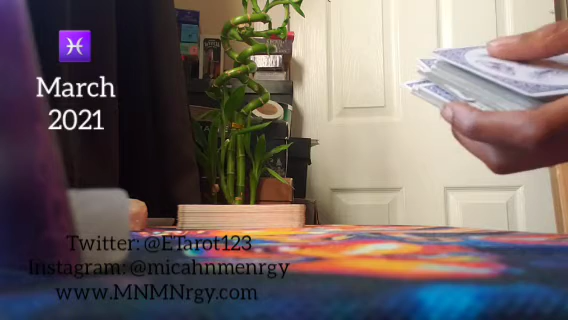 ♓
March
2021
Twitter: @ETarot123
Instagram: @micahnmenrgy
www.MNMNrgy.com